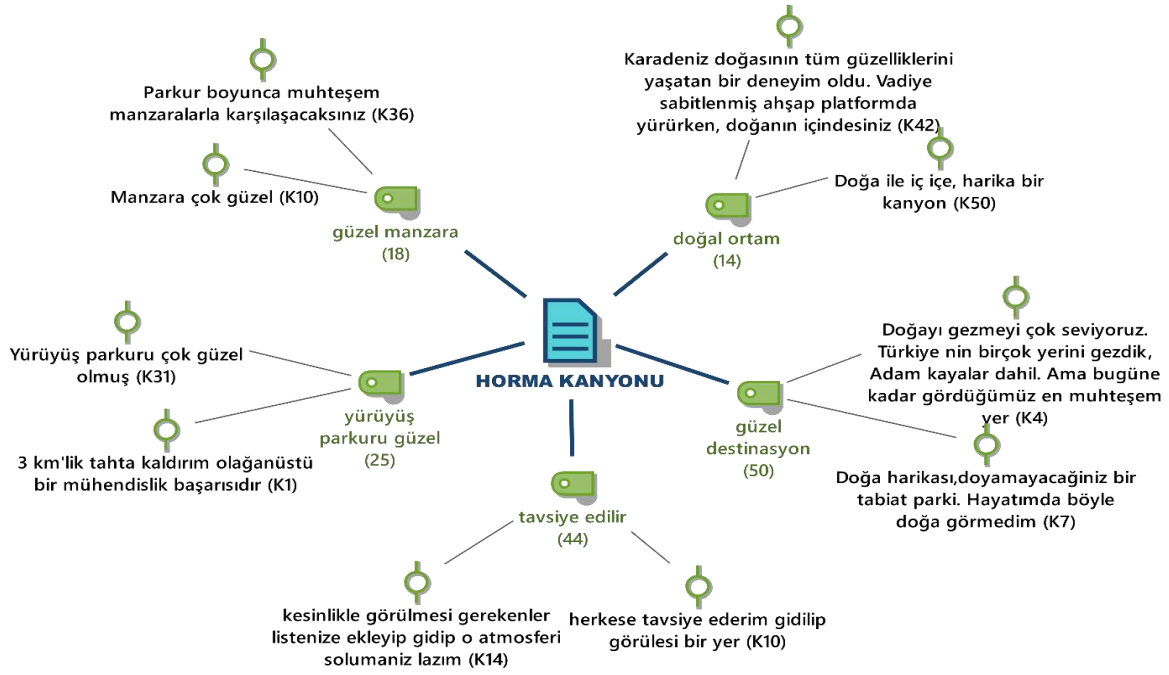 Parkur boyunca muhteşem
manzaralarla karşılaşacaksınız (K36)
Manzara çok güzel (K10)
güzel manzara
(18)
Karadeniz doğasının tüm güzelliklerini
yaşatan bir deneyim oldu. Vadiye
sabitlenmiş ahşap platformda
yürürken, doğanın içindesiniz (K42)
Doğa ile iç içe, harika bir
kanyon (K50)
doğal ortam
(14)
HORMA KANYONU
Yürüyüş parkuru çok güzel
olmuş (K31)
3 km'lik tahta kaldırım olağanüstü
bir mühendislik başarısıdır (K1)
yürüyüş
parkuru güzel
(25)
Doğayı gezmeyi çok seviyoruz.
Türkiye nin birçok yerini gezdik,
Adam kayalar dahil. Ama bugüne
kadar gördüğümüz en muhteşem
yer (K4)
Doğa harikası,doyamayacağiniz bir
tabiat parki. Hayatımda böyle
doğa görmedim (K7)
güzel
destinasyon
(50)
tavsiye edilir
(44)
kesinlikle görülmesi gerekenler
listenize ekleyip gidip o atmosferi
solumaniz lazım (K14)
herkese tavsiye ederim gidilip
görülesi bir yer (K10)